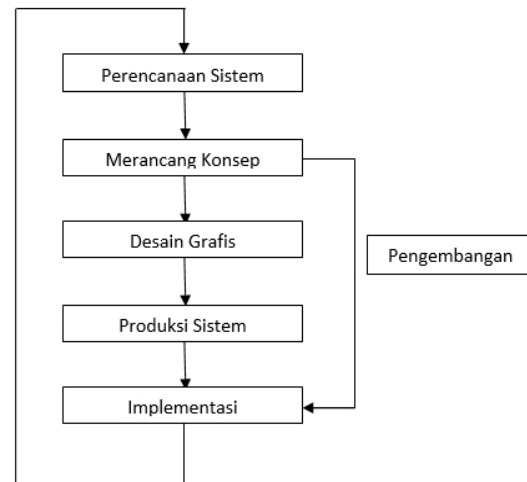 Perencanaan Sistem
Merancang Konsep
Desain Grafis
Pengembangan
Produksi Sistem
Implementasi